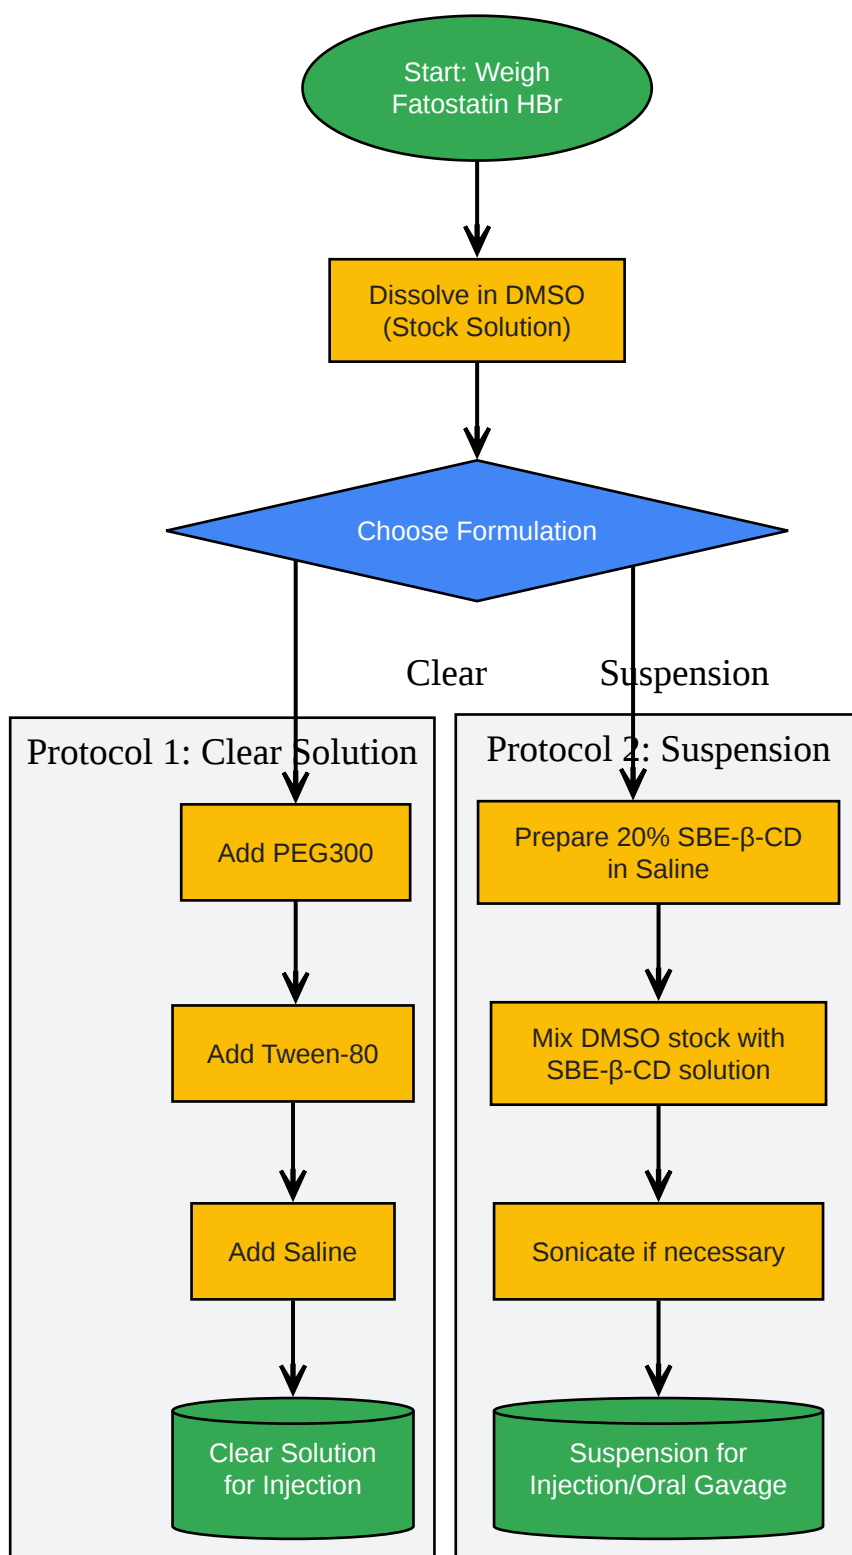 Start: Weigh
Fatostatin HBr
Dissolve in DMSO
(Stock Solution)
Choose Formulation
Clear
Suspension
Protocol 1: Clear Solution
Add PEG300
Add Tween-80
Add Saline
Clear Solution
for Injection
Protocol 2: Suspension
Prepare 20% SBE-β-CD
in Saline
Mix DMSO stock with
SBE-β-CD solution
Sonicate if necessary
Suspension for
Injection/Oral Gavage